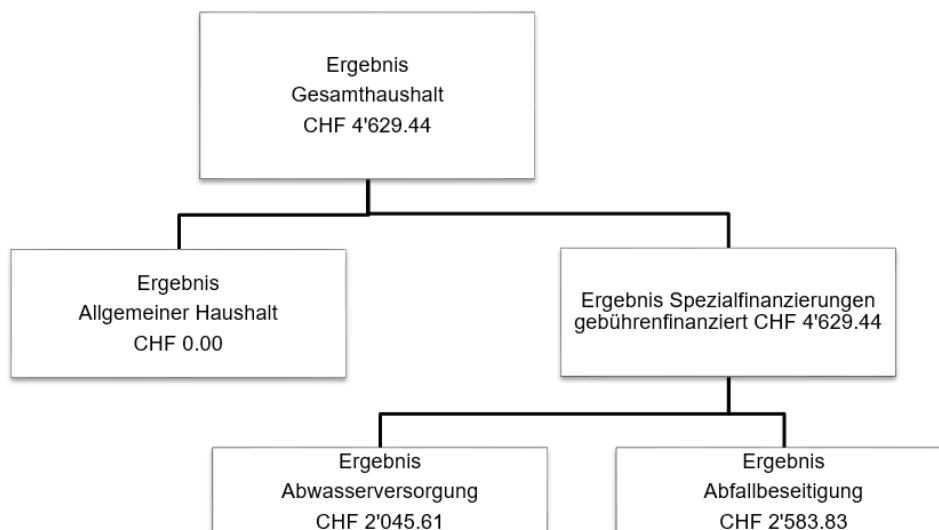 Ergebnis
Gesamthaushalt
CHF 4'629.44
Ergebnis
Allgemeiner Haushalt
CHF 0.00
Ergebnis Spezialfinanzierungen
gebührenfinanziert CHF 4'629.44
Ergebnis
Abwasserversorgung
CHF 2'045.61
Ergebnis
Abfallbeseitigung
CHF 2'583.83